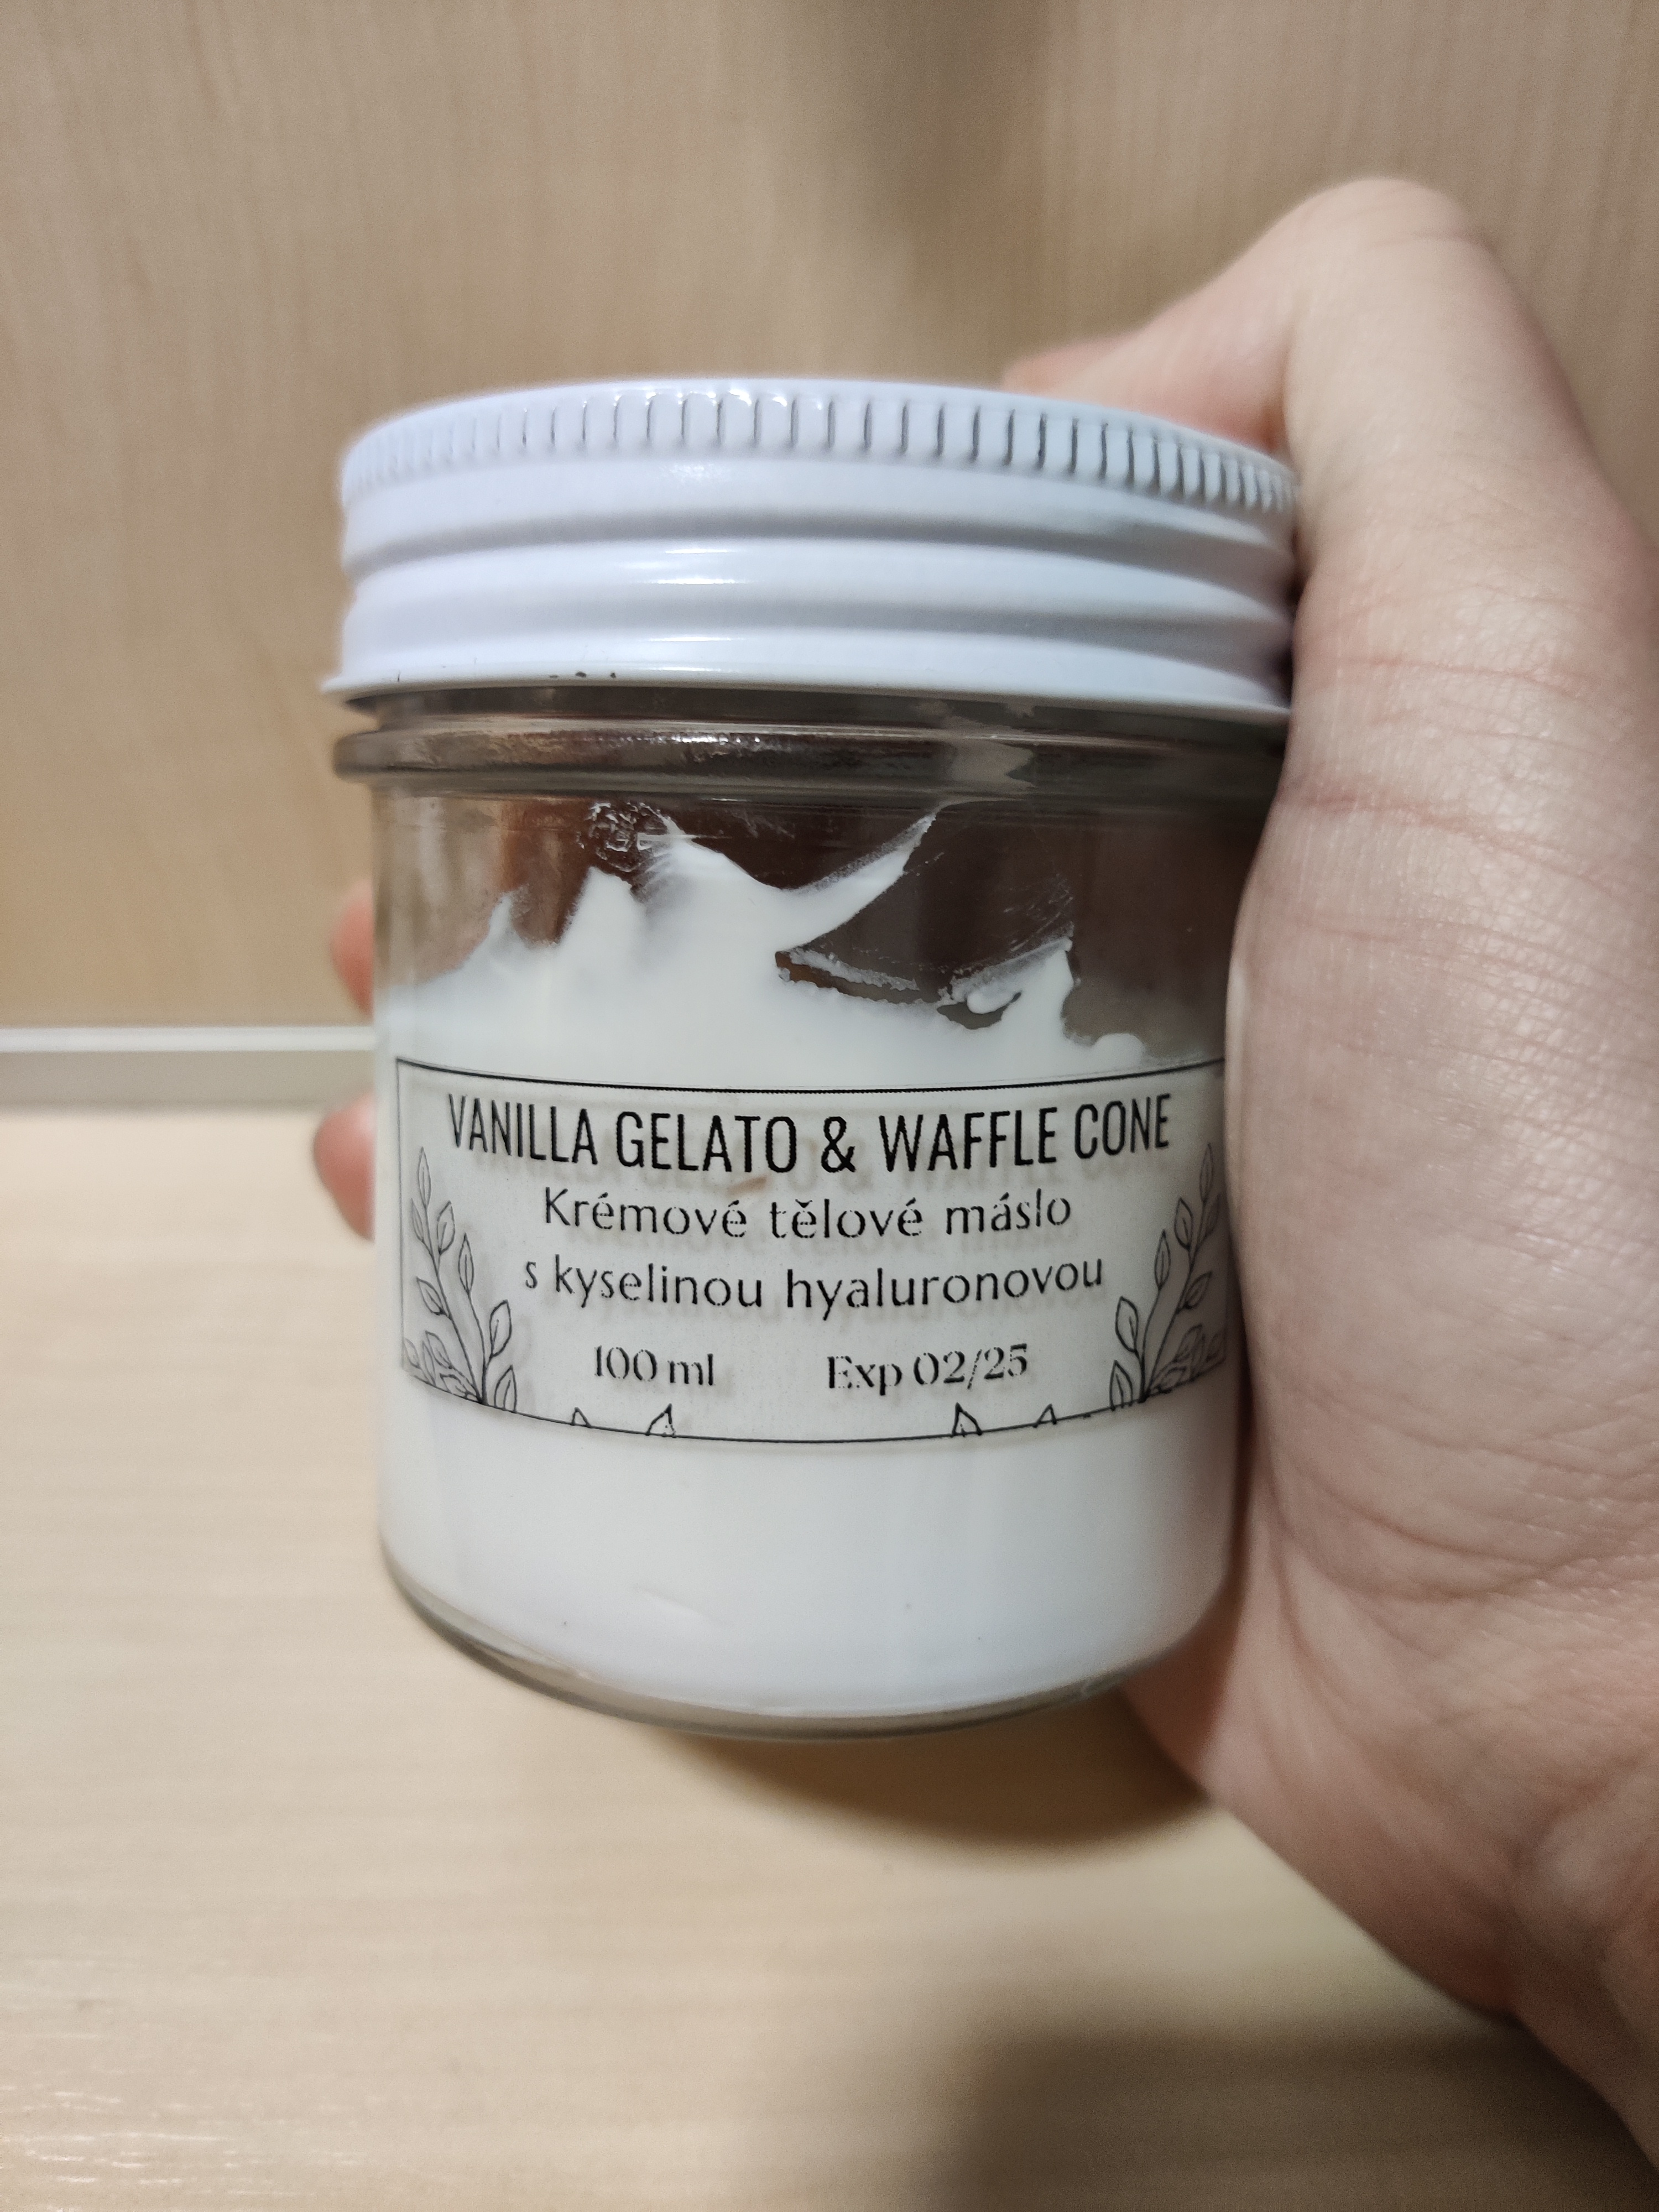 VANILLA GELATO & WAFFLE CONE
Krémové tělové máslo
s kyselinou hyaluronovou
100 ml Exp 02/25